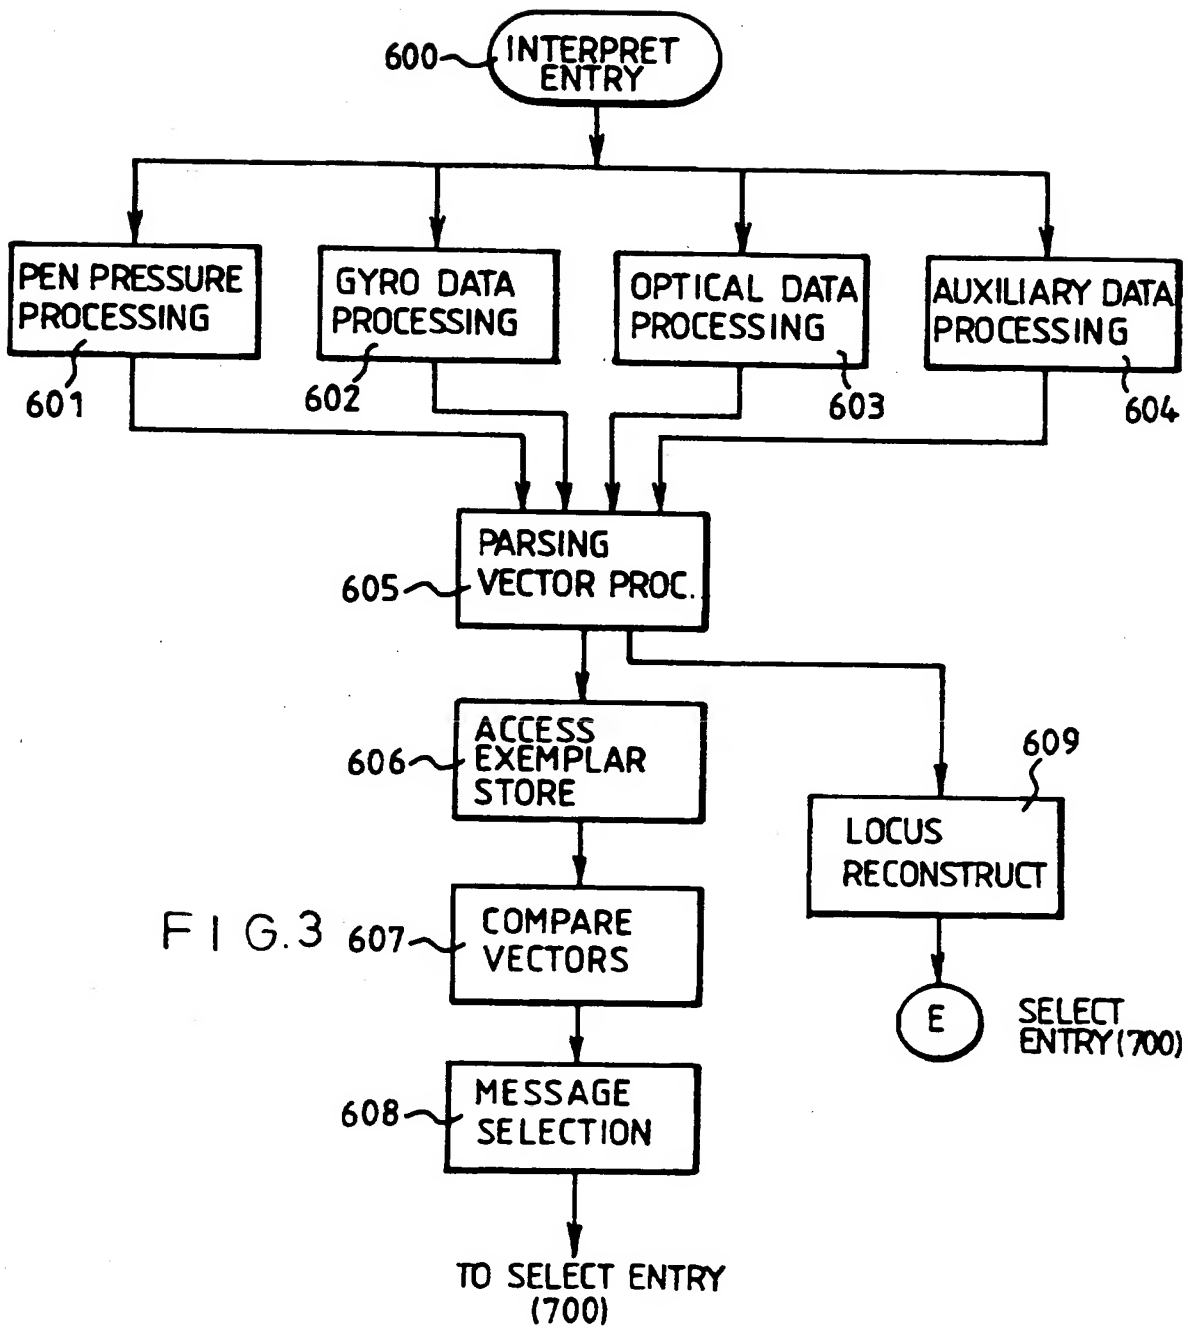 600
INTERPRET
ENTRY
PEN PRESSURE
PROCESSING
601
GYRO DATA
PROCESSING
602
OPTICAL DATA
PROCESSING
603
AUXILIARY DATA
PROCESSING
604
PARSING
VECTOR PROC.
605
ACCESS
EXEMPLAR
STORE
606
609
LOCUS
RECONSTRUCT
FIG.3
607
COMPARE
VECTORS
E
SELECT
ENTRY(700)
608
MESSAGE
SELECTION
TO SELECT ENTRY
(700)